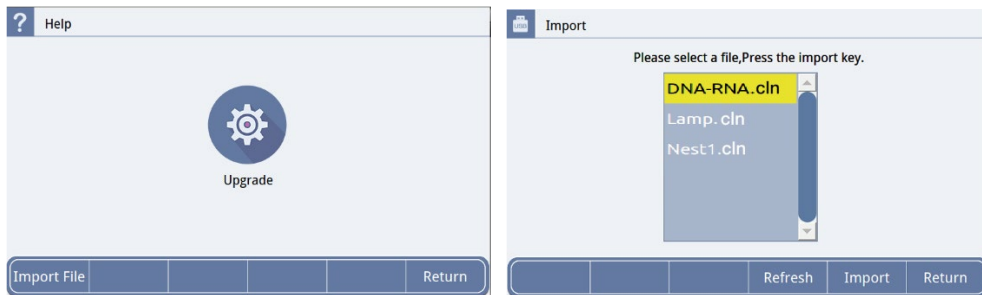 ? Help
Upgrade
Import File
Return
USB Import
Please select a file,Press the import key.
DNA-RNA.cln
Lamp.cln
Nest1.cln
Refresh
Import
Return